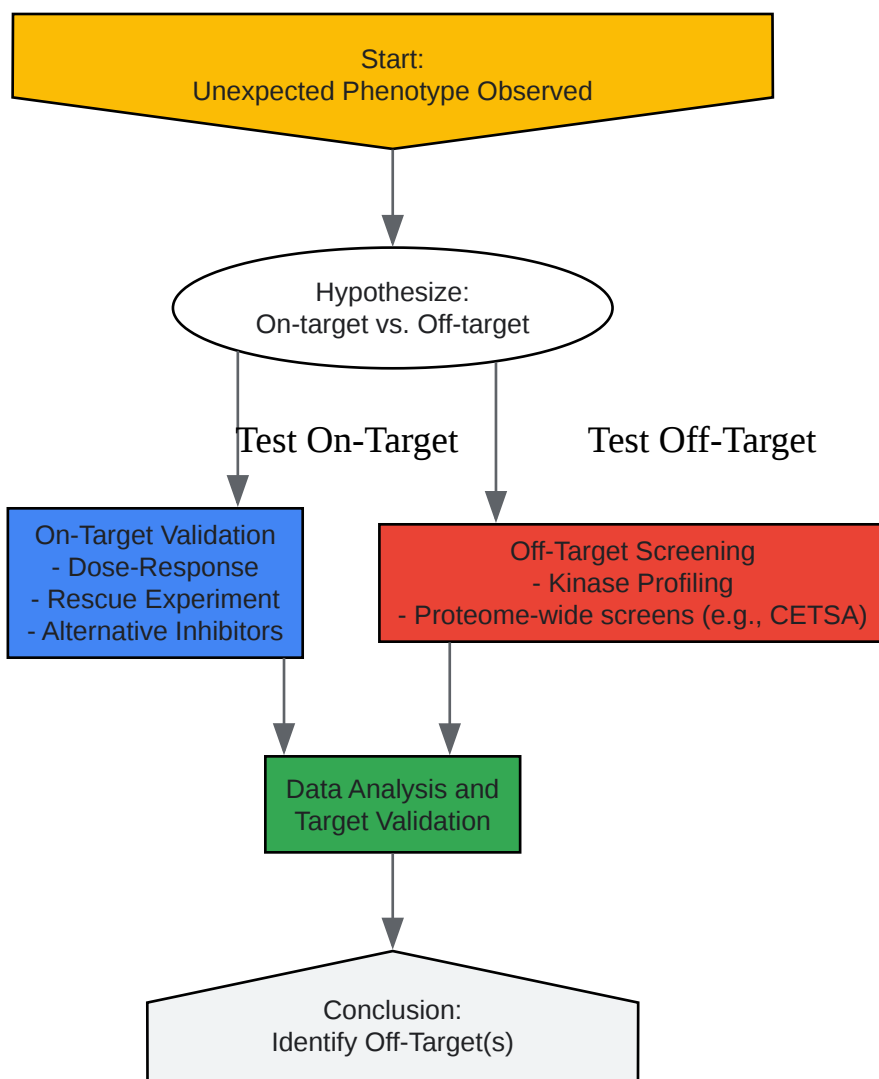 Start:
Unexpected Phenotype Observed
Hypothesize:
On-target vs. Off-target
Test On-Target
Test Off-Target
On-Target Validation
- Dose-Response
- Rescue Experiment
- Alternative Inhibitors
Off-Target Screening
- Kinase Profiling
- Proteome-wide screens (e.g., CETSA)
Data Analysis and
Target Validation
Conclusion:
Identify Off-Target(s)